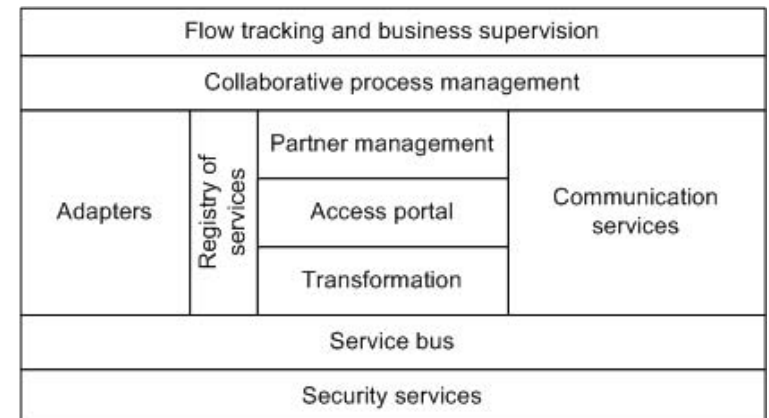 Flow tracking and business supervision
Collaborative process management
Adapters
Registry of
services
Partner management
Access portal
Transformation
Communication
services
Service bus
Security services